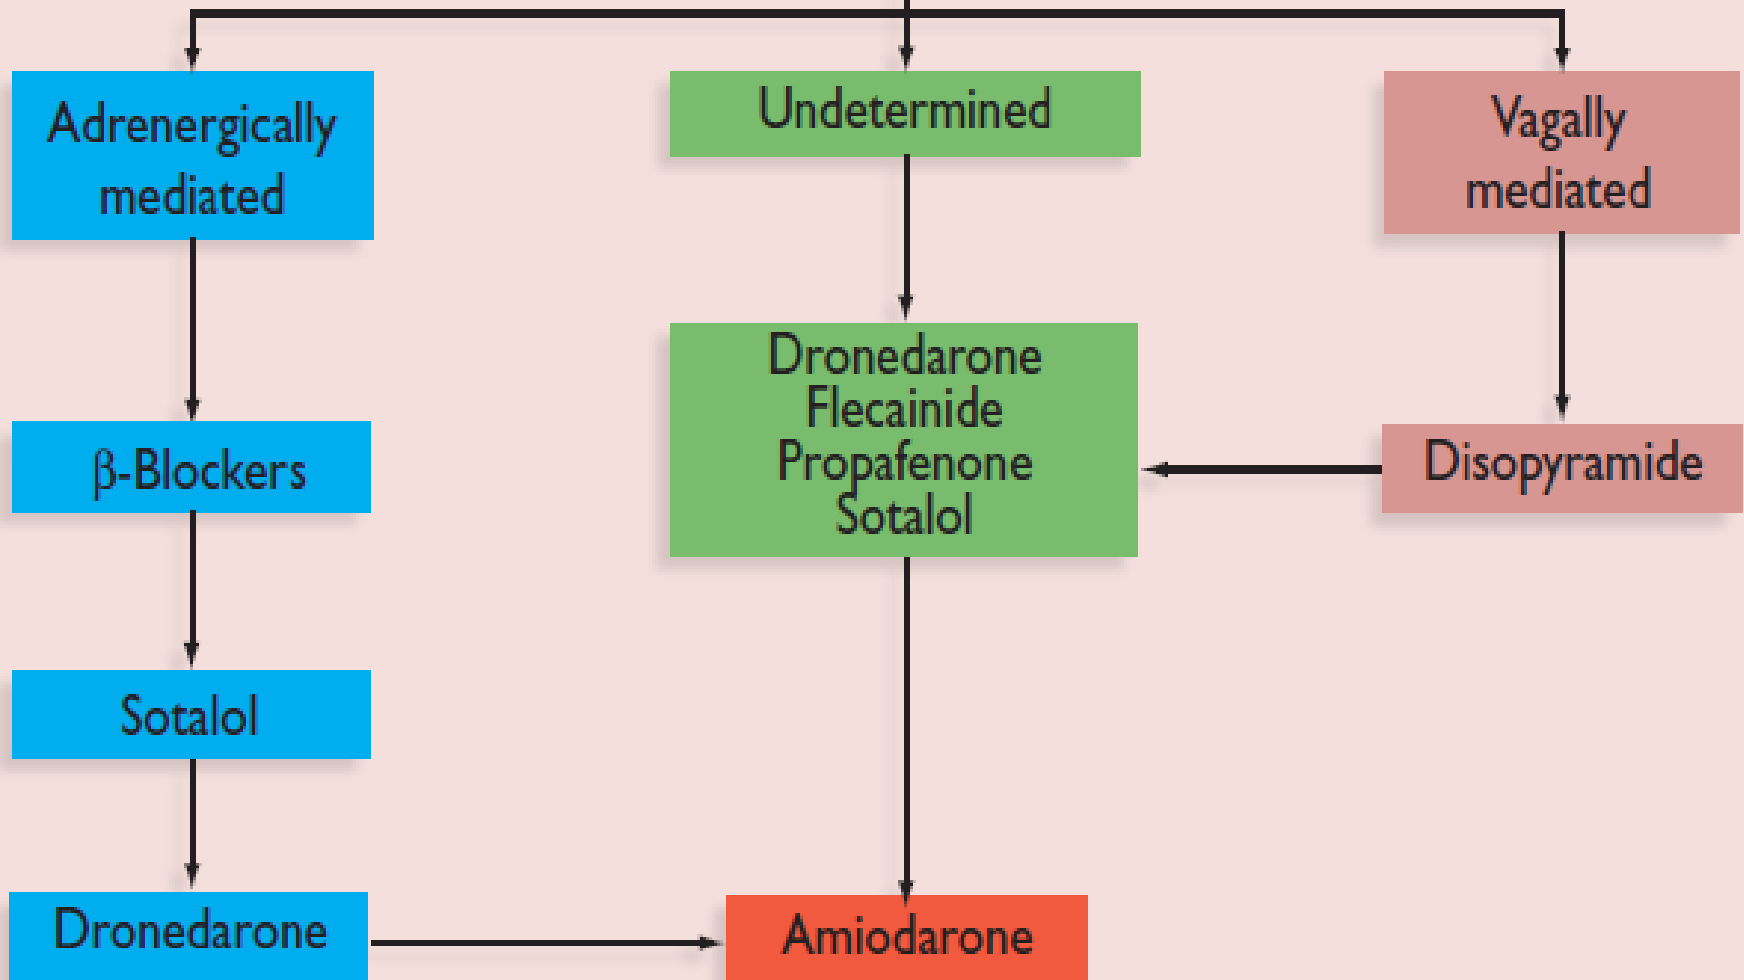 Adrenergically
mediated
Undetermined
Vagally
mediated
Dronedarone
Flecainide
Propafenone
Sotalol
β-Blockers
Disopyramide
Sotalol
Dronedarone
Amiodarone